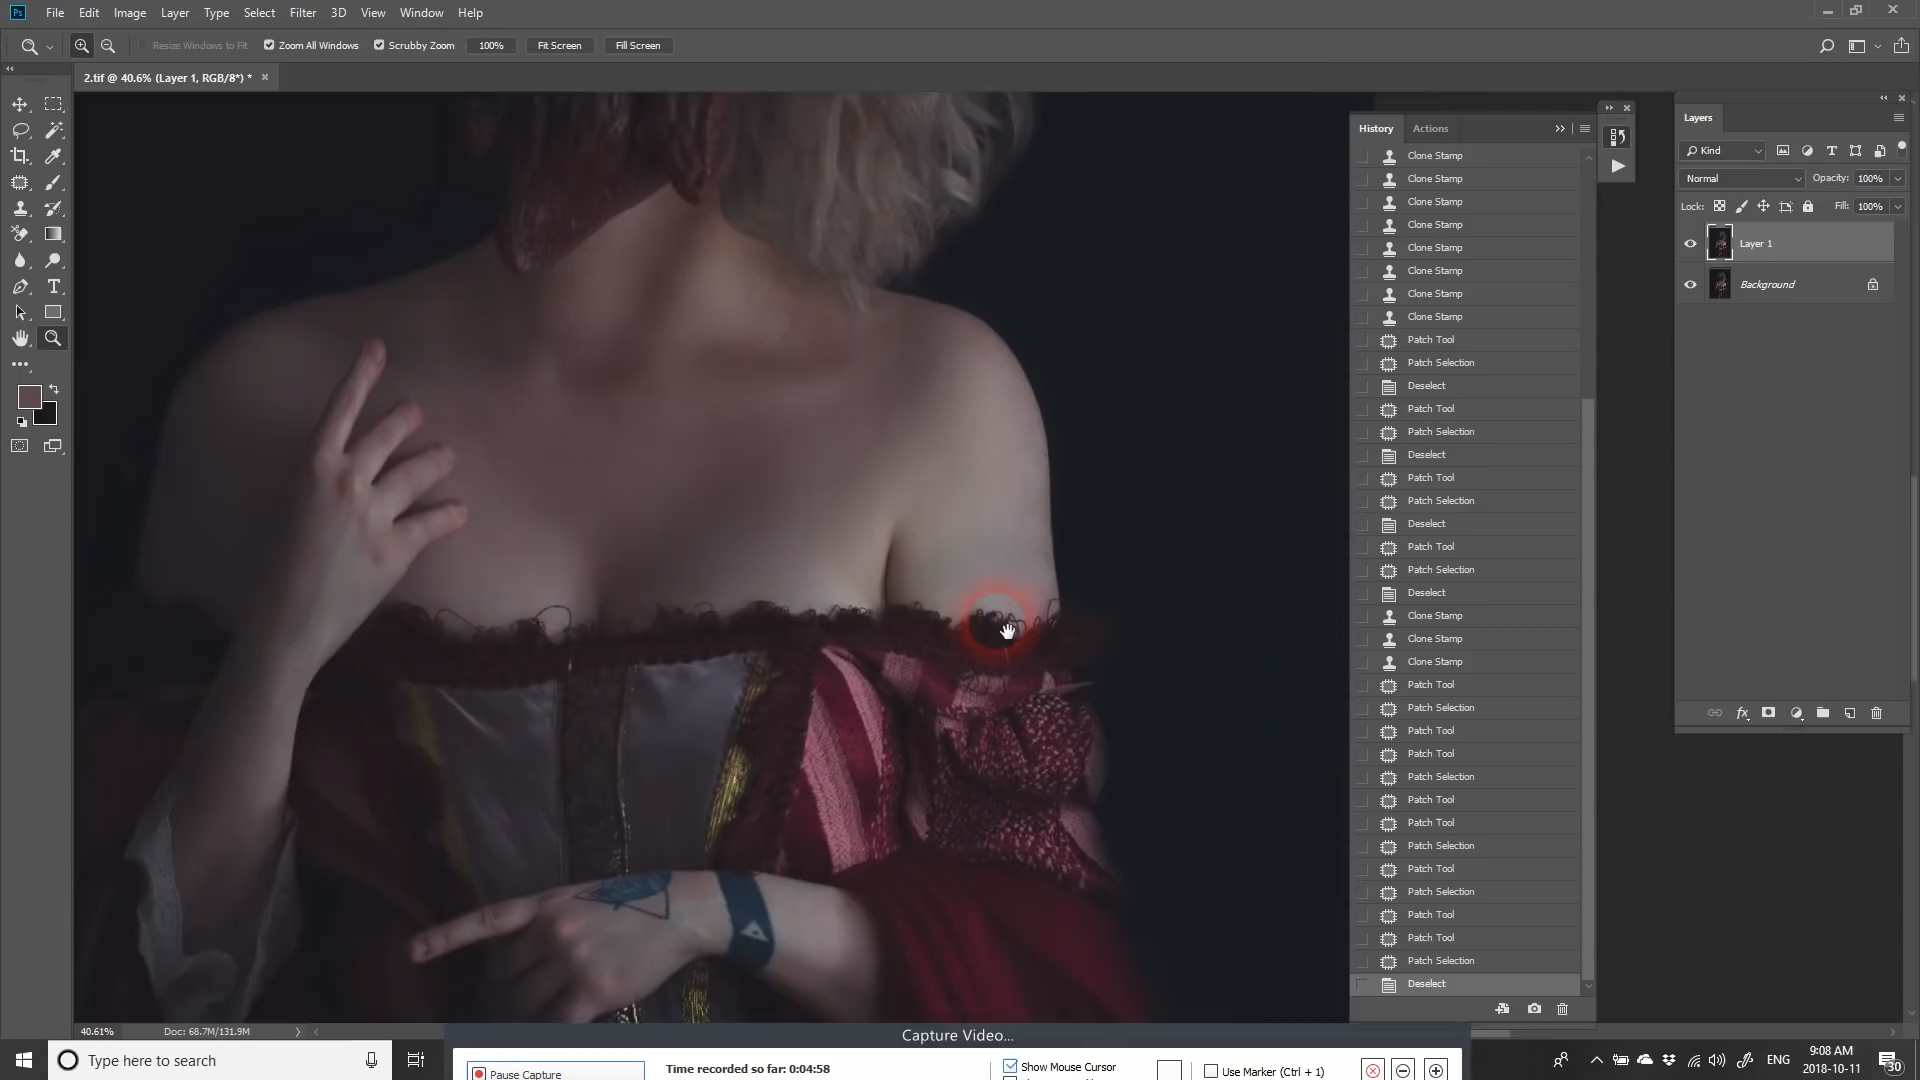 Ps File Edit Image Layer Type Select Filter 3D View Window Help
Resize Windows to Fit Zoom All Windows Scrubby Zoom 100% Fit Screen Fill Screen
2.tif @ 40.6% (Layer 1, RGB/8*) *
History Actions
Clone Stamp
Clone Stamp
Clone Stamp
Clone Stamp
Clone Stamp
Clone Stamp
Clone Stamp
Clone Stamp
Patch Tool
Patch Selection
Deselect
Patch Tool
Patch Selection
Deselect
Patch Tool
Patch Selection
Deselect
Patch Tool
Patch Selection
Deselect
Clone Stamp
Clone Stamp
Clone Stamp
Patch Tool
Patch Selection
Patch Tool
Patch Tool
Patch Selection
Patch Tool
Patch Tool
Patch Selection
Patch Tool
Patch Selection
Patch Tool
Patch Tool
Patch Selection
Deselect
Layers
Kind
Normal Opacity: 100%
Lock: Fill: 100%
Layer 1
Background
40.61% Doc: 68.7M/131.9M
Capture Video...
Pause Capture Time recorded so far: 0:04:58 Show Mouse Cursor Use Marker (Ctrl + 1)
Type here to search
ENG 9:08 AM
2018-10-11
30